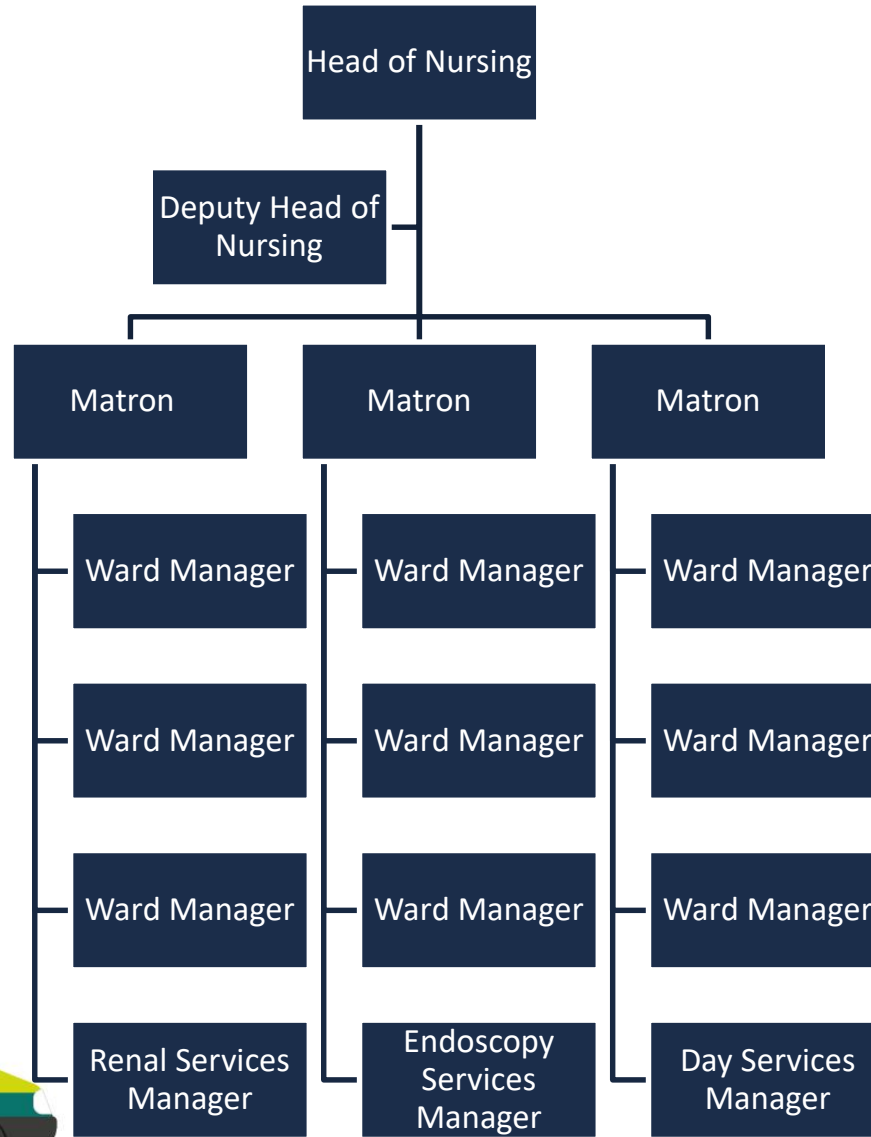 Head of Nursing
Deputy Head of
Nursing
Matron
Matron
Matron
Ward Manager
Ward Manager
Ward Manager
Ward Manager
Ward Manager
Ward Manager
Ward Manager
Ward Manager
Ward Manager
Renal Services
Manager
Endoscopy
Services
Manager
Day Services
Manager